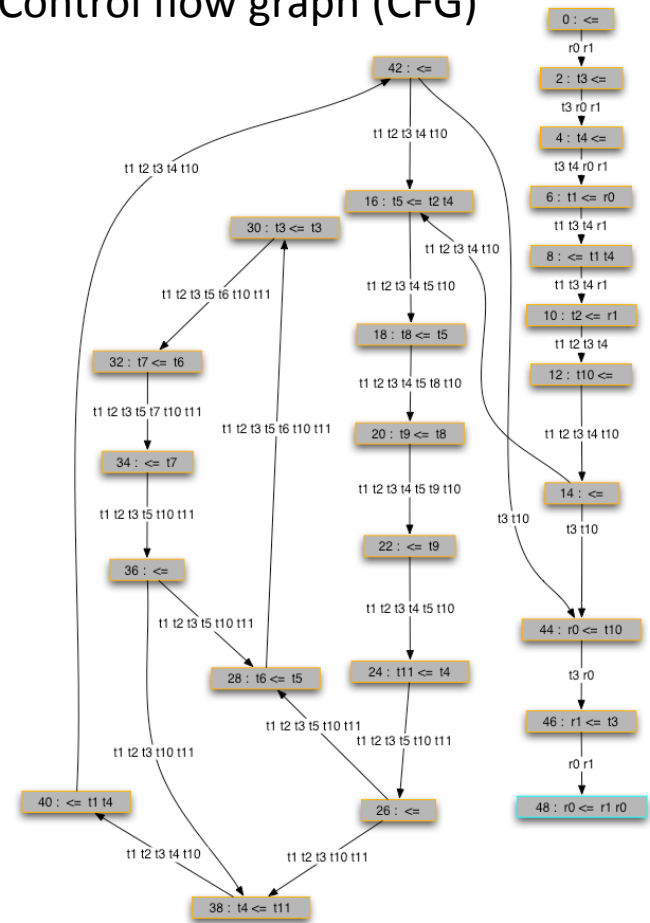 Control flow graph (CFG)
0 : <=
r0 r1
2 : t3 <=
t3 r0 r1
4 : t4 <=
t3 t4 r0 r1
6 : t1 <= r0
t1 t3 t4 r1
8 : <= t1 t4
t1 t3 t4 r1
10 : t2 <= r1
t1 t2 t3 t4
12 : t10 <=
t1 t2 t3 t4 t10
14 : <=
t3 t10
44 : r0 <= t10
t3 r0
46 : r1 <= t3
r0 r1
48 : r0 <= r1 r0
42 : <=
t1 t2 t3 t4 t10
t3 t10
16 : t5 <= t2 t4
t1 t2 t3 t4 t10
t1 t2 t3 t4 t5 t10
18 : t8 <= t5
t1 t2 t3 t4 t5 t8 t10
20 : t9 <= t8
t1 t2 t3 t4 t5 t9 t10
22 : <= t9
t1 t2 t3 t4 t5 t10
24 : t11 <= t4
t1 t2 t3 t5 t10 t11
26 : <=
t1 t2 t3 t5 t10 t11
t1 t2 t3 t10 t11
28 : t6 <= t5
t1 t2 t3 t5 t6 t10 t11
30 : t3 <= t3
t1 t2 t3 t5 t6 t10 t11
32 : t7 <= t6
t1 t2 t3 t5 t7 t10 t11
34 : <= t7
t1 t2 t3 t5 t10 t11
36 : <=
t1 t2 t3 t5 t10 t11
t1 t2 t3 t10 t11
38 : t4 <= t11
t1 t2 t3 t4 t10
40 : <= t1 t4
t1 t2 t3 t4 t10